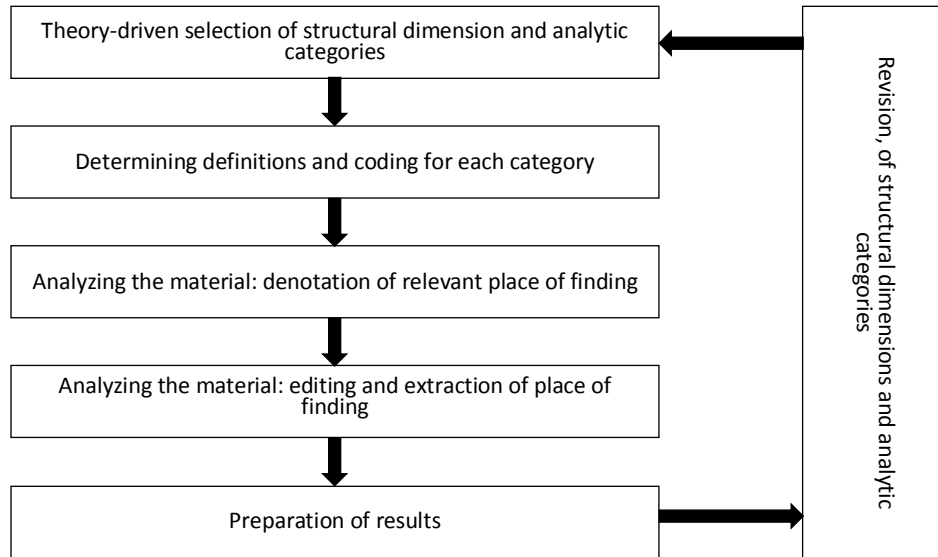 Theory-driven selection of structural dimension and analytic
categories
Determining definitions and coding for each category
Analyzing the material: denotation of relevant place of finding
Analyzing the material: editing and extraction of place of
finding
Preparation of results
Revision, of structural dimensions and analytic
categories